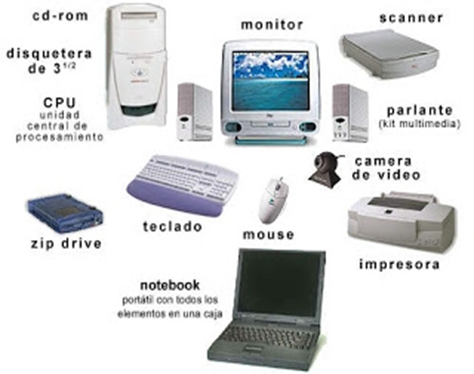 cd-rom
disquetera
de 3 1/2
CPU
unidad
central de
procesamiento
monitor
scanner
parlante
(kit multimedia)
camera
de video
zip drive
teclado
mouse
impresora
notebook
portátil con todos los
elementos en una caja